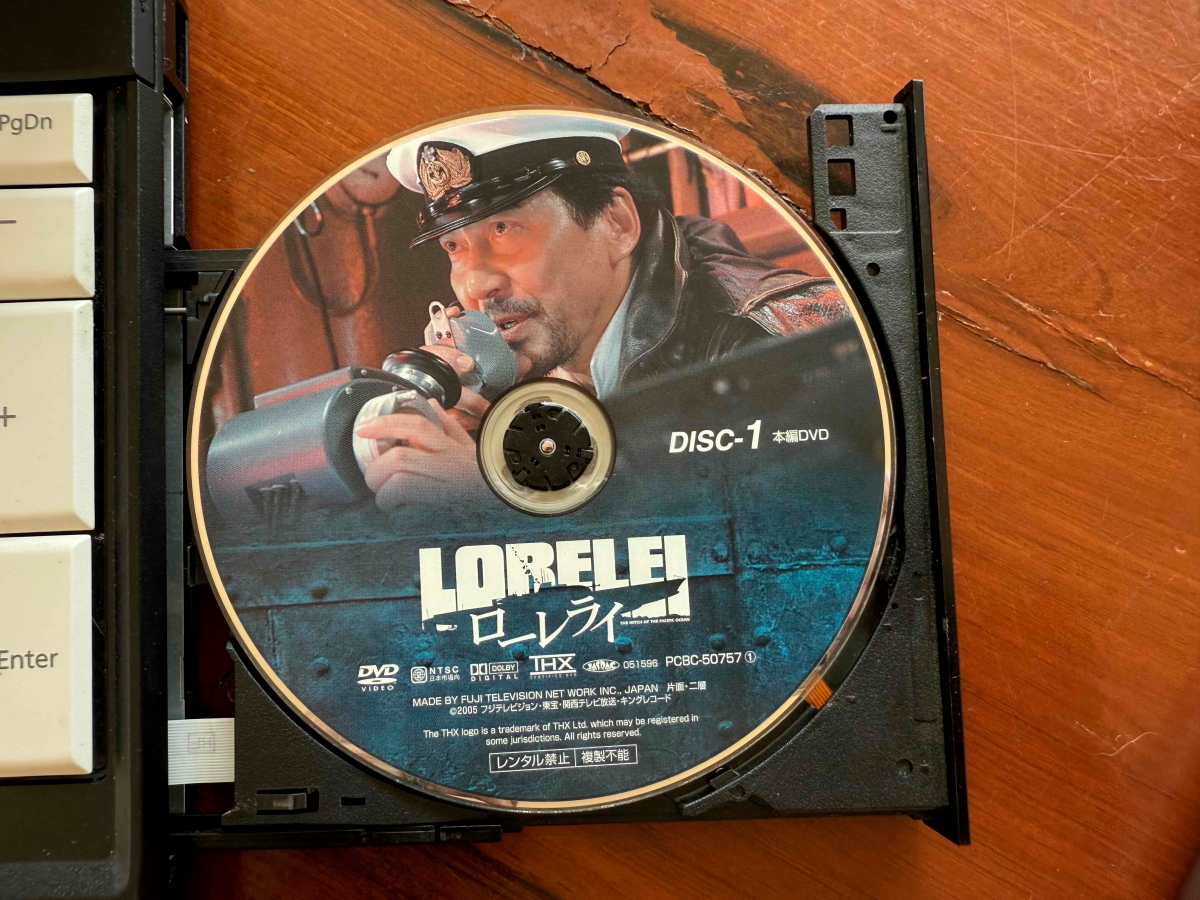 PgDn
−
+
Enter
DISC-1 本編DVD
LORELEI
ローレライ
THE WITCH OF THE PACIFIC OCEAN
DVD VIDEO
NTSC 日本市場向
DOLBY DIGITAL
THX
051596 PCBC-50757①
MADE BY FUJI TELEVISION NET WORK INC., JAPAN 片面・二層
©2005 フジテレビジョン・東宝・関西テレビ放送・キングレコード
The THX logo is a trademark of THX Ltd. which may be registered in
some jurisdictions. All rights reserved.
レンタル禁止 複製不能